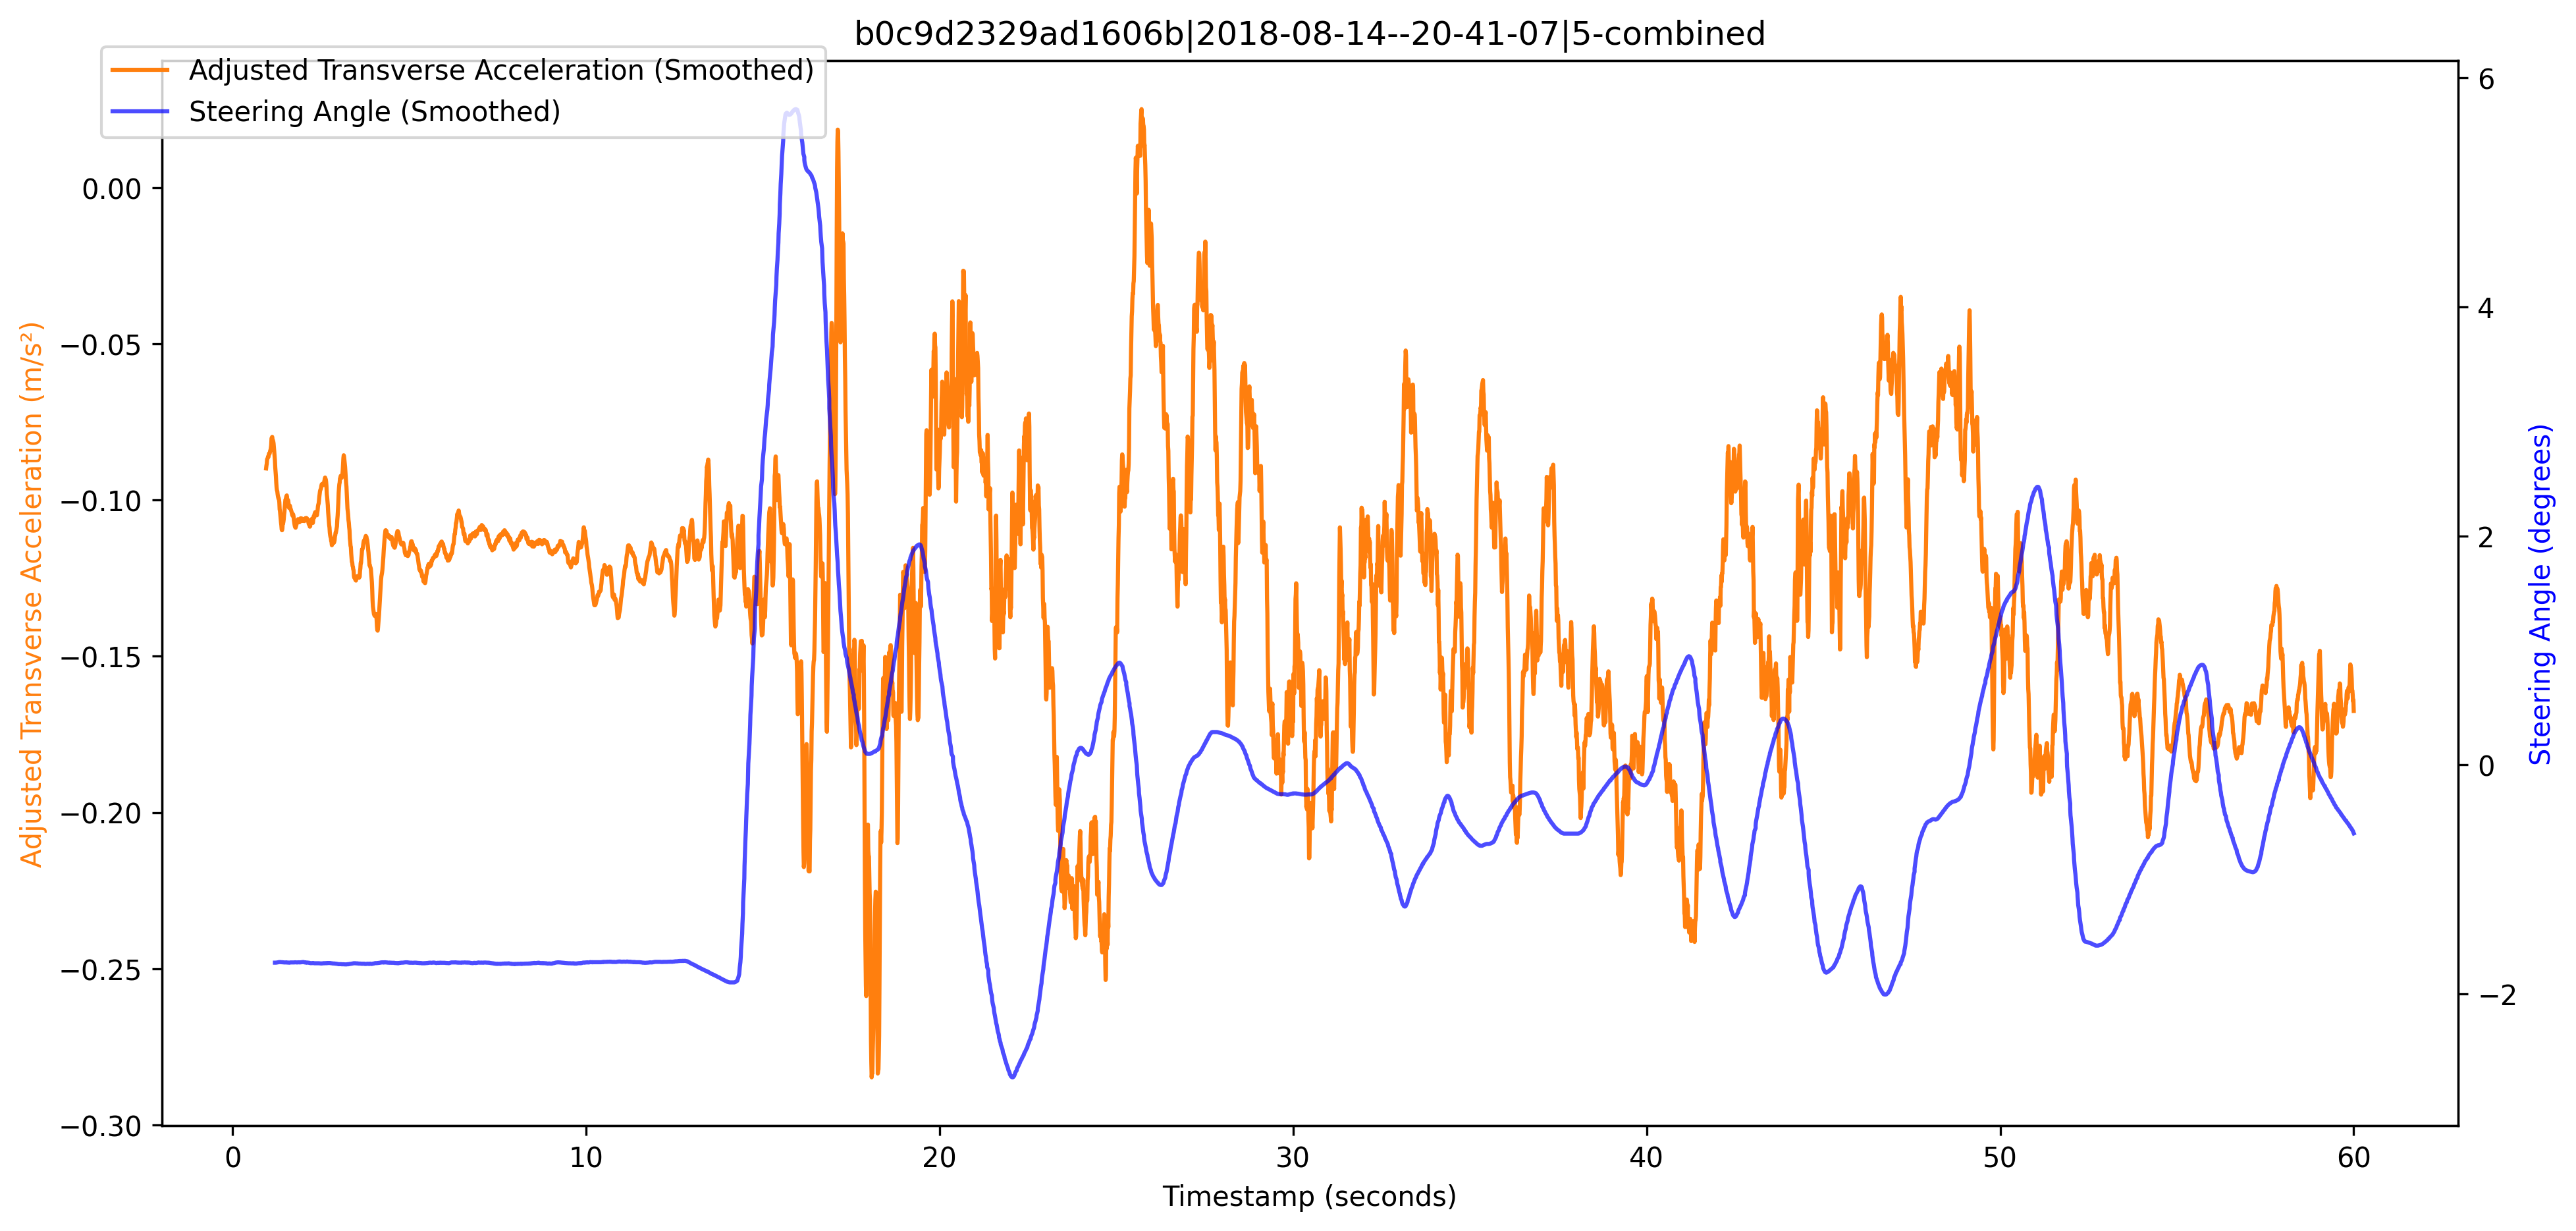 b0c9d2329ad1606b|2018-08-14--20-41-07|5-combined
Adjusted Transverse Acceleration (Smoothed)
Steering Angle (Smoothed)
Adjusted Transverse Acceleration (m/s²)
0.00
−0.05
−0.10
−0.15
−0.20
−0.25
−0.30
6
4
2
0
−2
Steering Angle (degrees)
0 10 20 30 40 50 60
Timestamp (seconds)